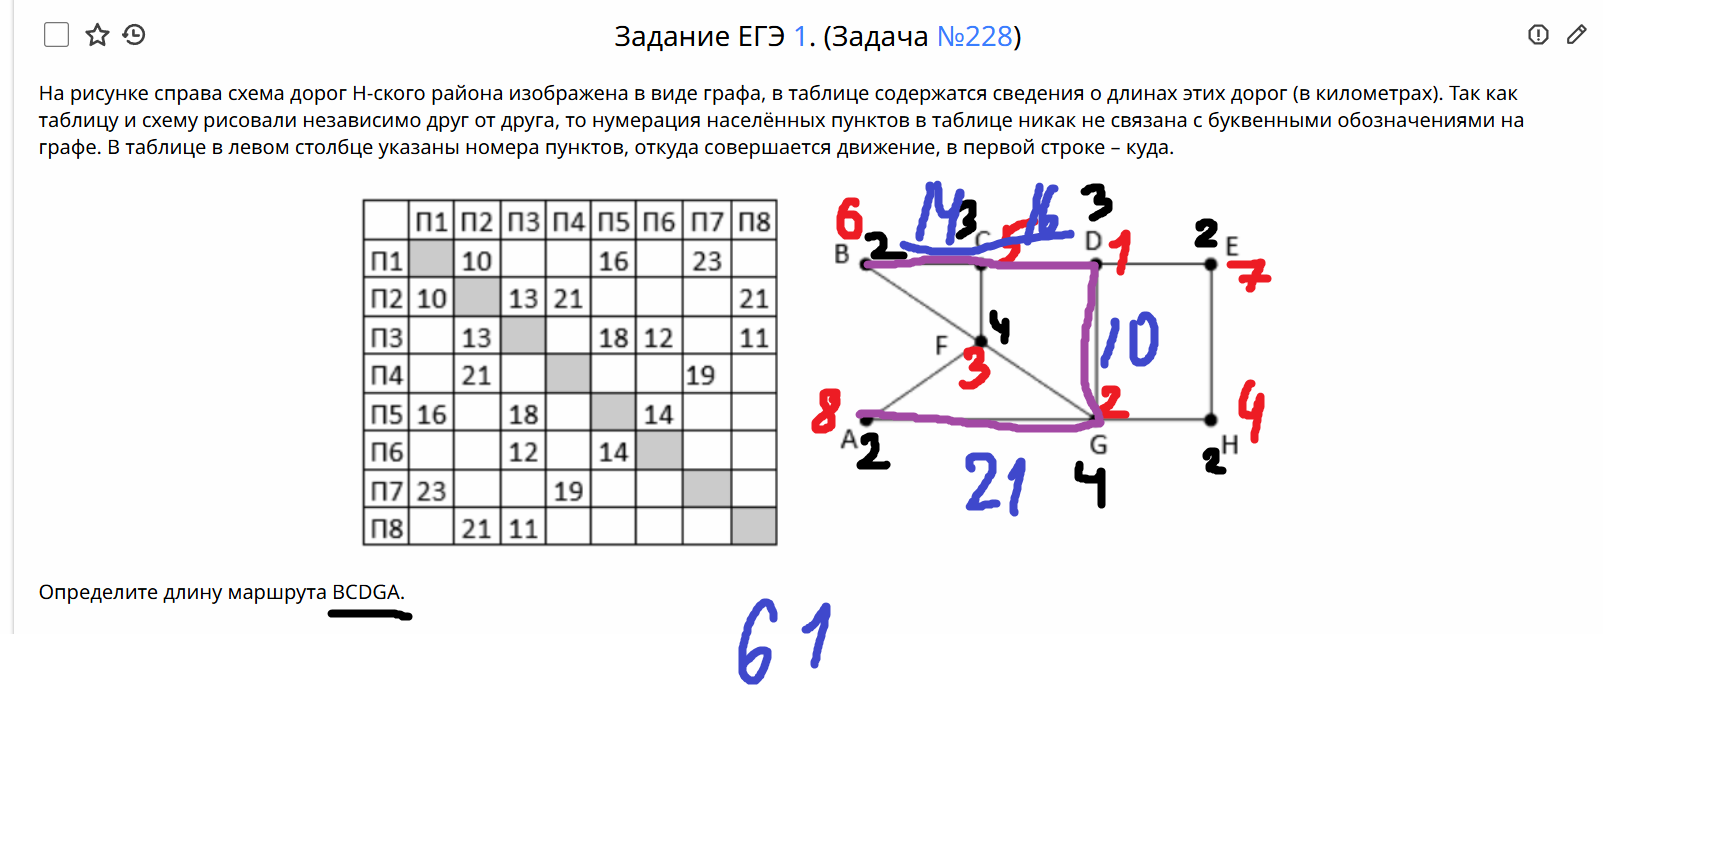 Задание ЕГЭ 1. (Задача №228)
На рисунке справа схема дорог Н-ского района изображена в виде графа, в таблице содержатся сведения о длинах этих дорог (в километрах). Так как
таблицу и схему рисовали независимо друг от друга, то нумерация населённых пунктов в таблице никак не связана с буквенными обозначениями на
графе. В таблице в левом столбце указаны номера пунктов, откуда совершается движение, в первой строке – куда.
П1 П2 П3 П4 П5 П6 П7 П8
П1 10 16 23
П2 10 13 21 21
П3 13 18 12 11
П4 21 19
П5 16 18 14
П6 12 14
П7 23 19
П8 21 11
6 14 3 16 3
B 2 C 5 D 1 2 E
7
4
F 10
3
8 2 4
A 2 G 2 H
21 4
Определите длину маршрута BCDGA.
61